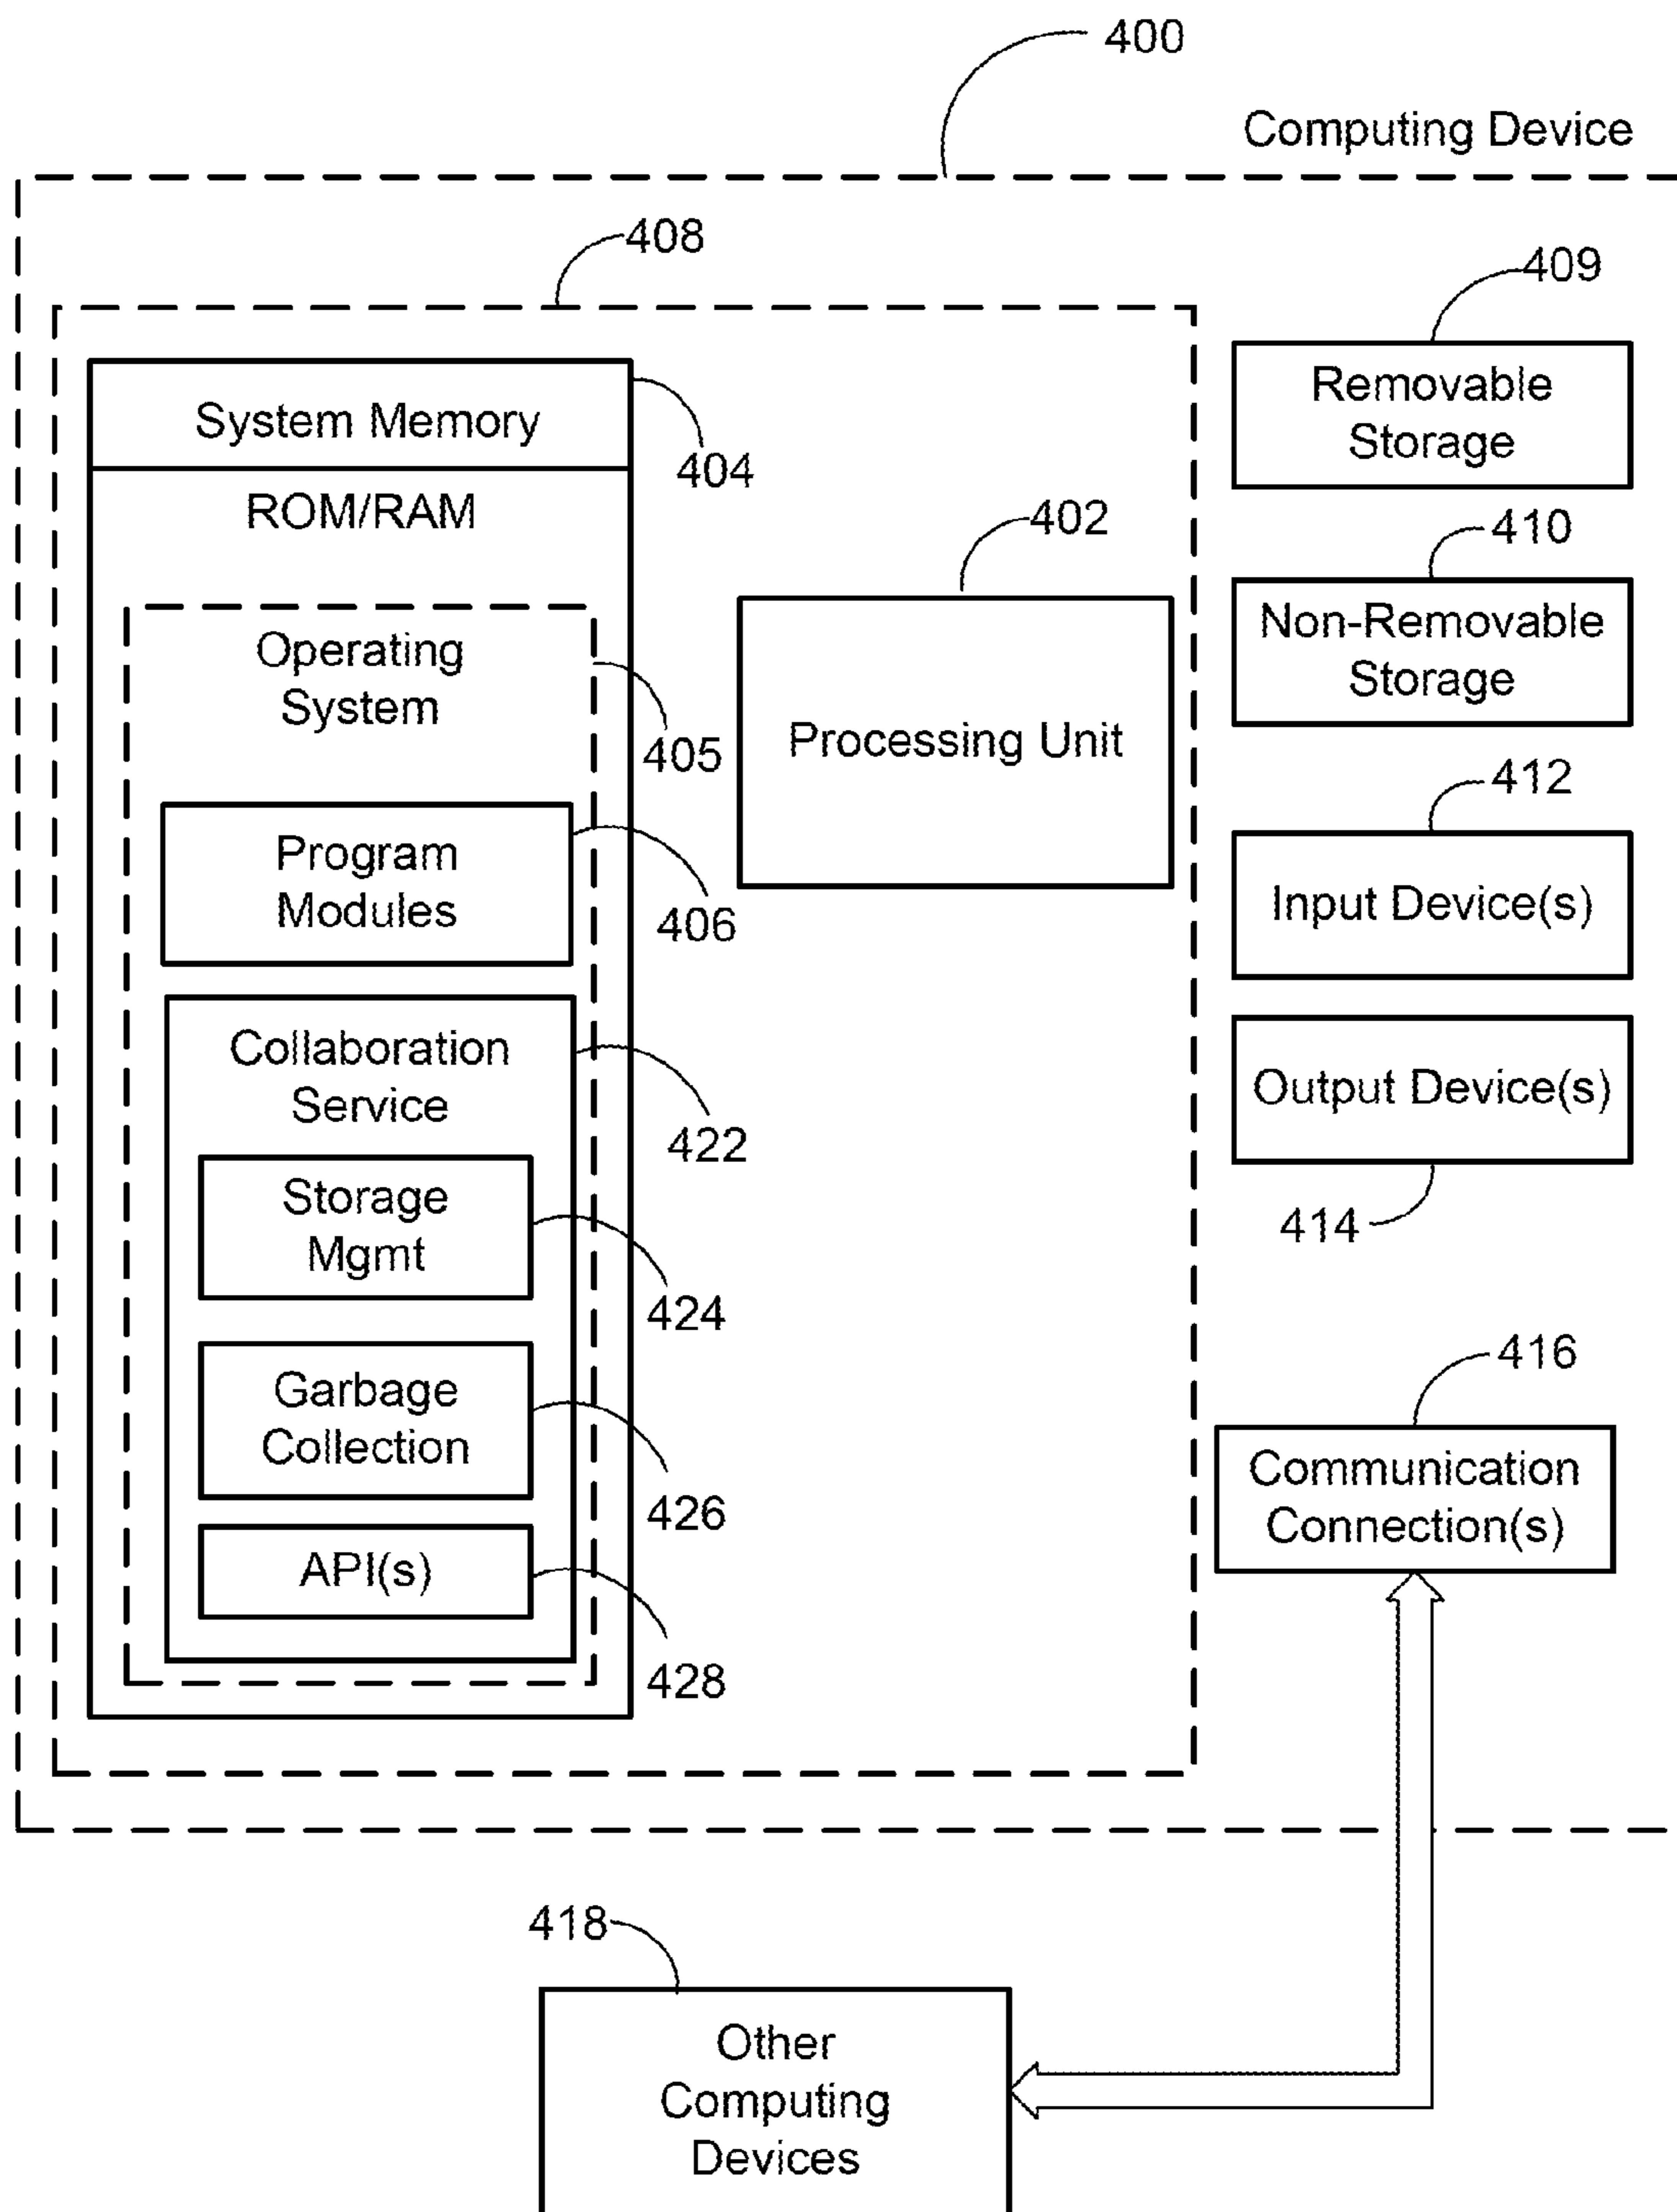 400
Computing Device
408
409
System Memory
404
ROM/RAM
Removable
Storage
402
410
Operating
System
405
Processing Unit
Non-Removable
Storage
412
Program
Modules
406
Input Device(s)
Collaboration
Service
422
Output Device(s)
414
Storage
Mgmt
424
Garbage
Collection
426
416
Communication
Connection(s)
API(s)
428
418
Other
Computing
Devices